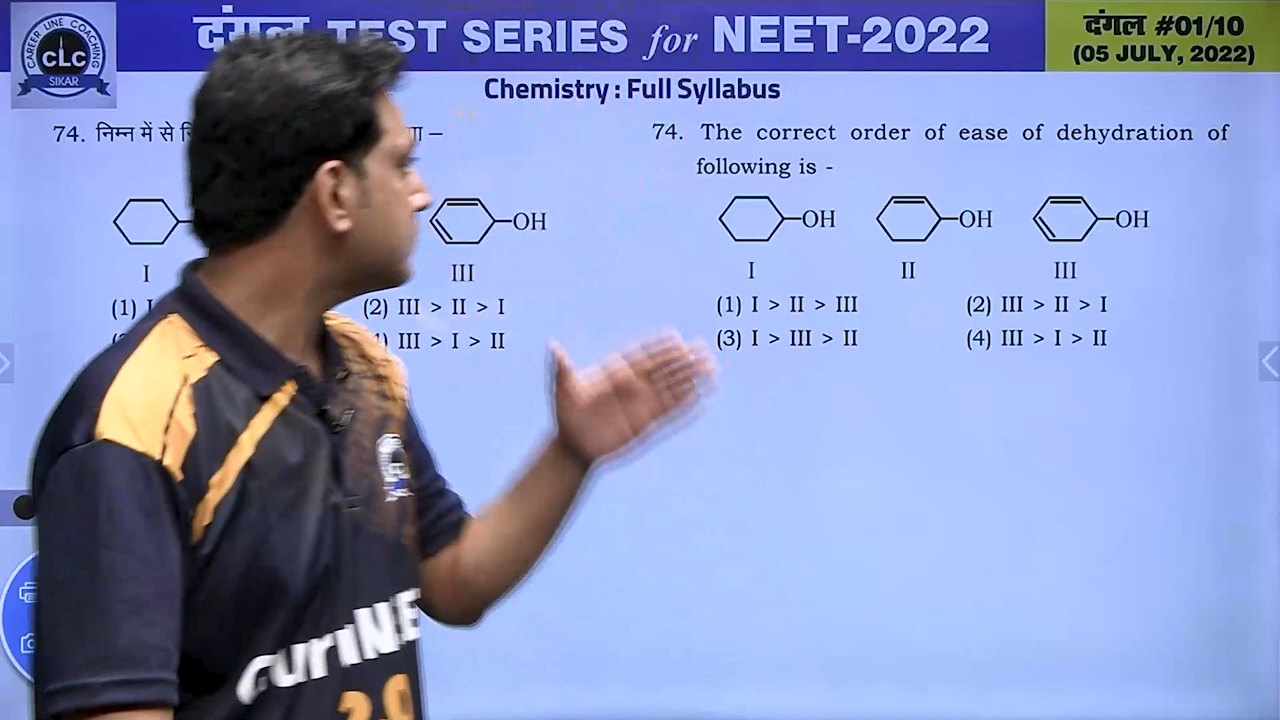 CAREER LINE COACHING
CLC
SIKAR
TEST SERIES for NEET-2022
दंगल #01/10
(05 JULY, 2022)
Chemistry : Full Syllabus
74. निम्न में से
OH
I
III
(1) I
(2) III > II > I
III > I > II
74. The correct order of ease of dehydration of
following is -
OH
OH
OH
I
II
III
(1) I > II > III
(2) III > II > I
(3) I > III > II
(4) III > I > II